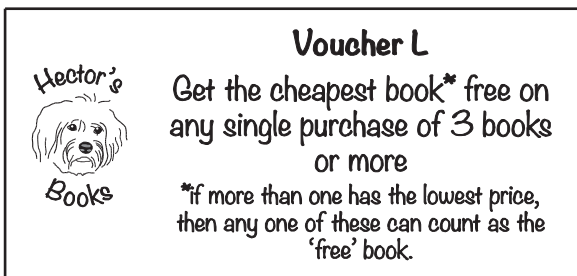 Voucher L
Hector's
Books
Get the cheapest book* free on
any single purchase of 3 books
or more
*if more than one has the lowest price,
then any one of these can count as the
‘free’ book.